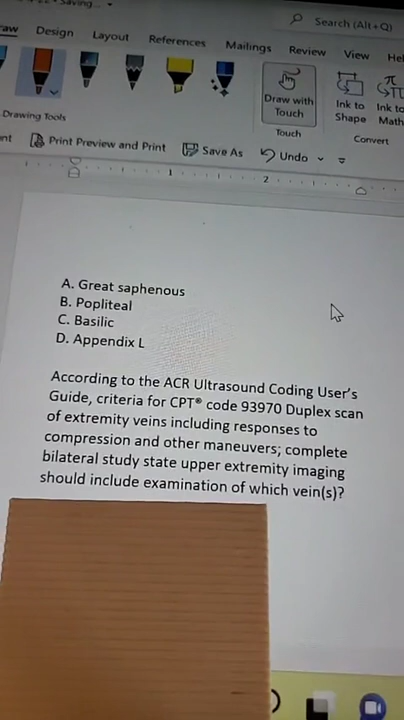 Saving...
Search (Alt+Q)
Design Layout References Mailings Review View
Draw with
Touch
Ink to
Shape
Ink to
Math
Drawing Tools
Touch
Convert
Print Preview and Print Save As Undo
1 2
A. Great saphenous
B. Popliteal
C. Basilic
D. Appendix L
According to the ACR Ultrasound Coding User's
Guide, criteria for CPT® code 93970 Duplex scan
of extremity veins including responses to
compression and other maneuvers; complete
bilateral study state upper extremity imaging
should include examination of which vein(s)?